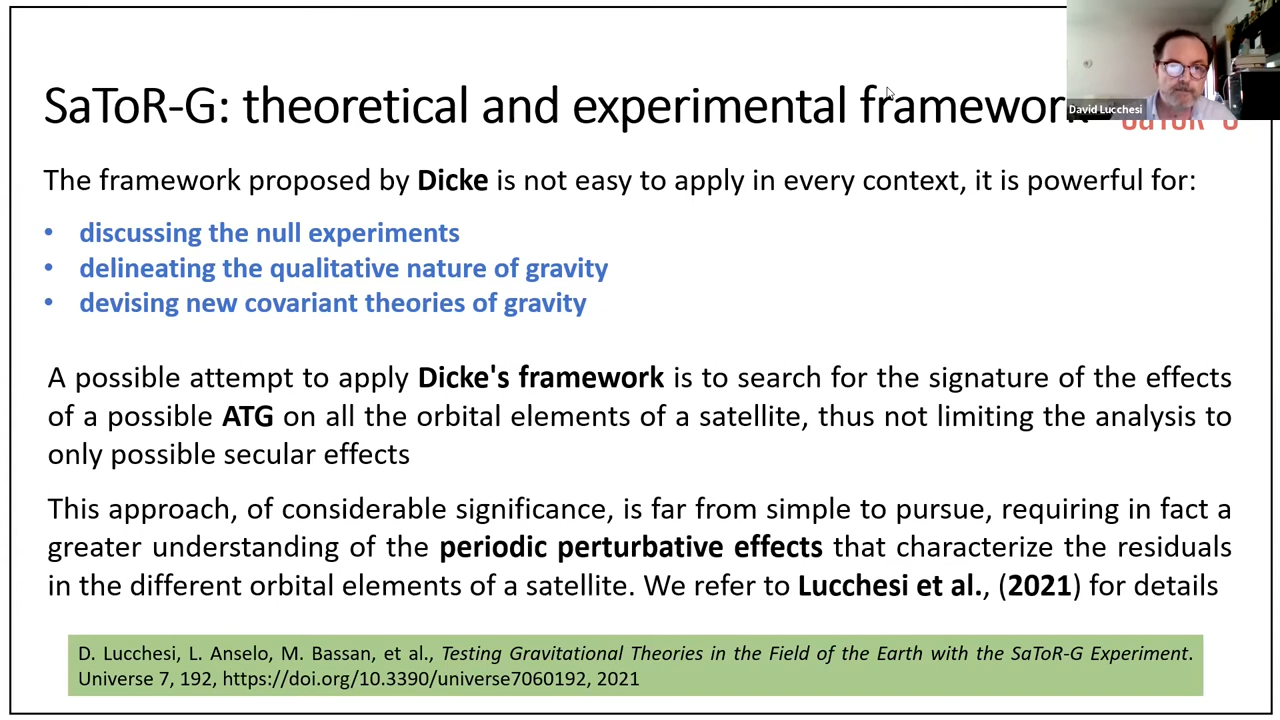 SaToR-G: theoretical and experimental framework
David Lucchesi
The framework proposed by Dicke is not easy to apply in every context, it is powerful for:
• discussing the null experiments
• delineating the qualitative nature of gravity
• devising new covariant theories of gravity
A possible attempt to apply Dicke's framework is to search for the signature of the effects
of a possible ATG on all the orbital elements of a satellite, thus not limiting the analysis to
only possible secular effects
This approach, of considerable significance, is far from simple to pursue, requiring in fact a
greater understanding of the periodic perturbative effects that characterize the residuals
in the different orbital elements of a satellite. We refer to Lucchesi et al., (2021) for details
D. Lucchesi, L. Anselo, M. Bassan, et al., Testing Gravitational Theories in the Field of the Earth with the SaToR-G Experiment.
Universe 7, 192, https://doi.org/10.3390/universe7060192, 2021